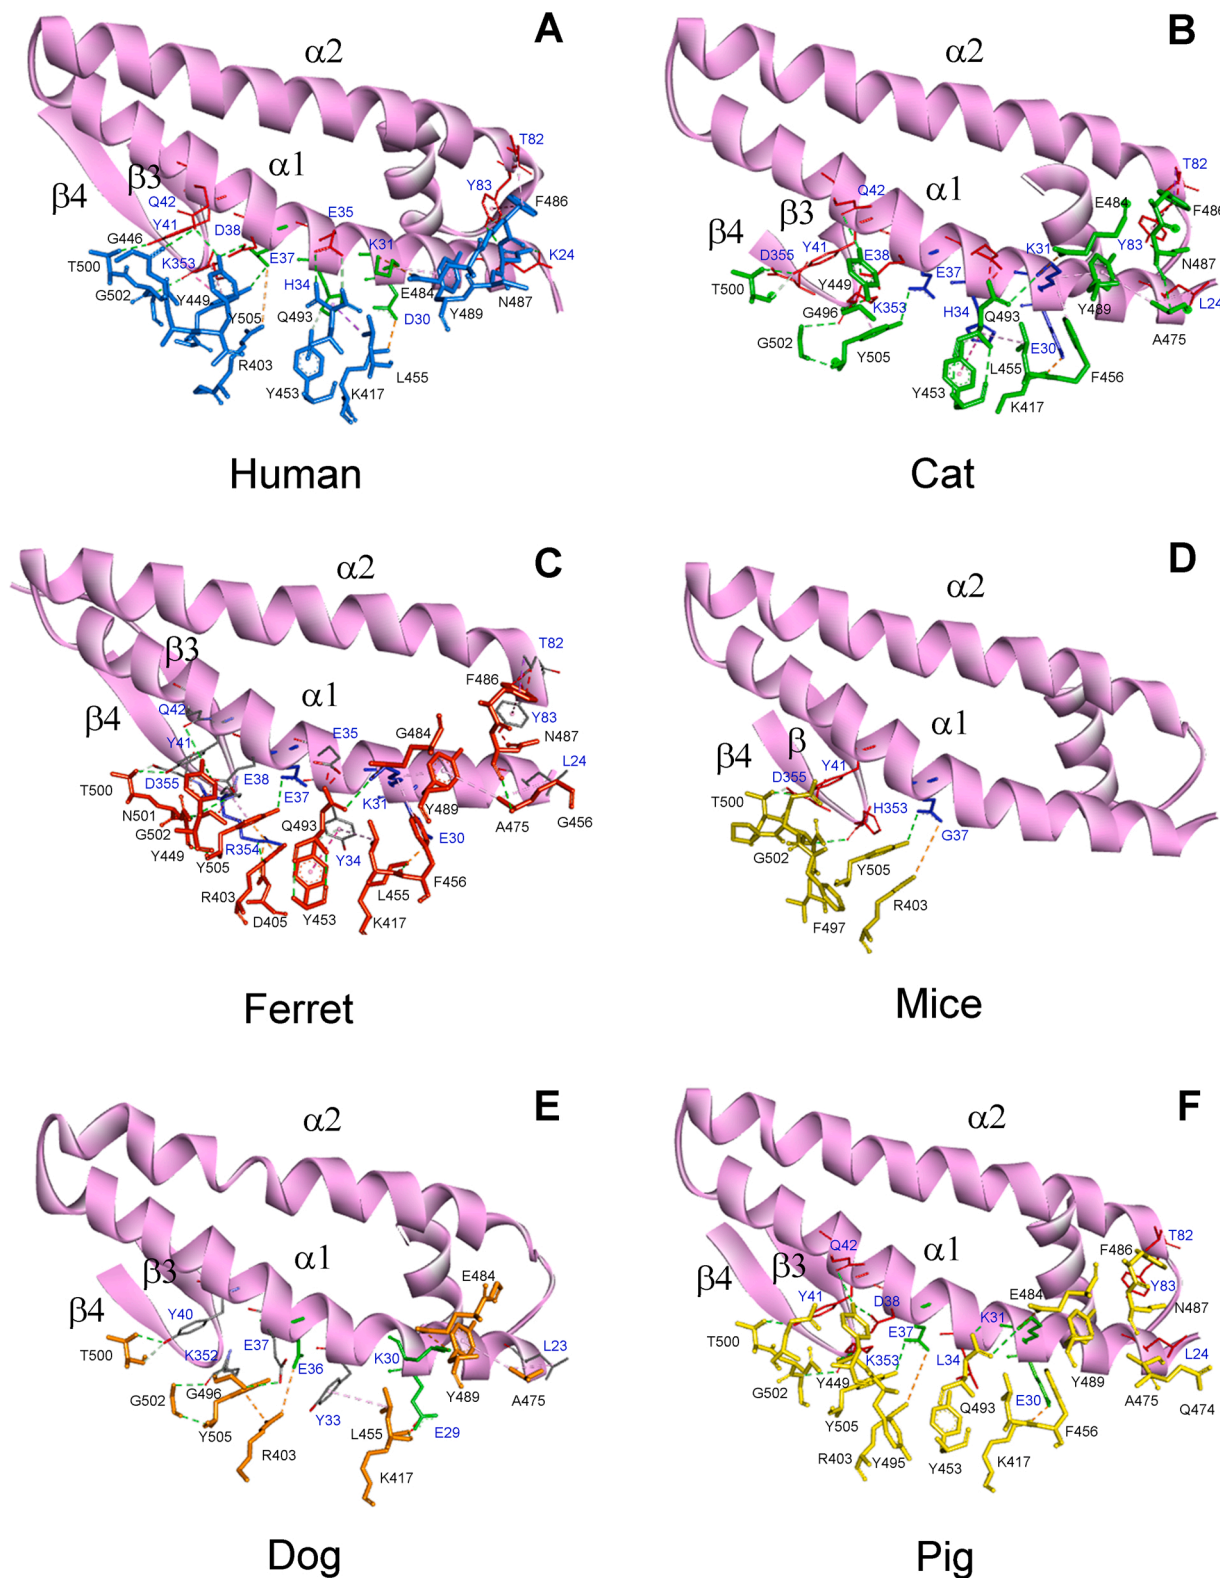 A
α2
T82
α1
β3
Y83
β4
Q42
E35
F486
Y41
D38
G446
K31
K24
T500
K353
E37
H34
E484
N487
G502
Y449
Y489
Y505
Q493
D30
R403
L455
Y453
K417
Human
B
α2
T82
Q42
α1
E484
F486
β3
β4
Y41
E38
K31
Y83
D355
E37
N487
T500
Y449
K353
H34
Q493
Y489
L24
G496
G502
Y505
E30
A475
L455
F456
Y453
K417
Cat
C
α2
T82
β3
F486
α1
Q42
Y83
β4
E35
G484
N487
Y41
L24
D355
E38
T500
E37
K31
Y489
N501
A475
G456
G502
Q493
Y449
R354
Y505
Y34
E30
R403
L455
F456
D405
Y453
K417
Ferret
D
α2
α1
β4
β
Y41
D355
T500
H353
G37
G502
Y505
R403
F497
Mice
E
α2
α1
β3
E484
β4
Y40
E37
T500
K352
E36
K30
L23
G496
G502
Y489
A475
Y505
Y33
L455
E29
R403
K417
Dog
F
α2
T82
Q42
α1
F486
β3
β4
Y83
E484
Y41
D38
N487
K31
T500
E37
K353
L34
L24
G502
Y449
Y489
A475
Q493
E30
Q474
Y505
F456
R403
Y495
Y453
K417
Pig